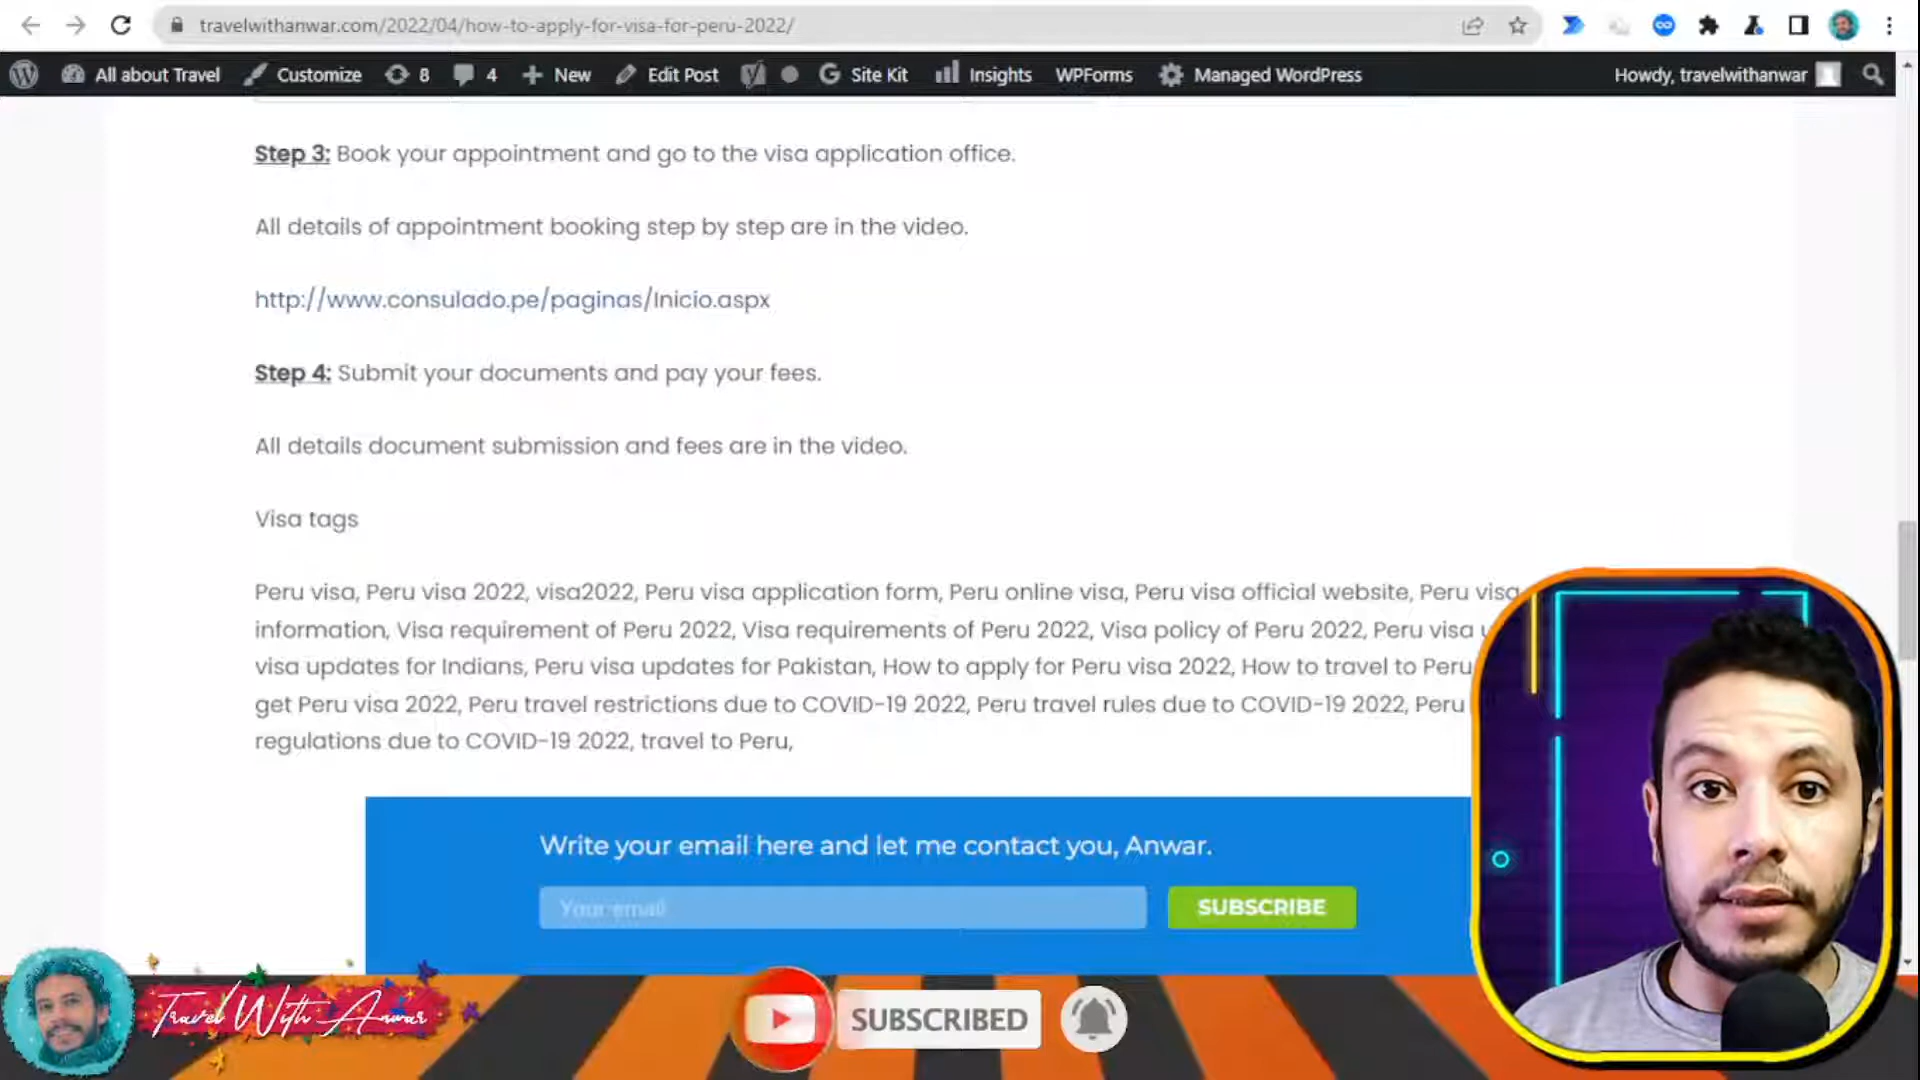 travelwithanwar.com/2022/04/how-to-apply-for-visa-for-peru-2022/
All about Travel Customize 8 4 New Edit Post Site Kit Insights WPForms Managed WordPress Howdy, travelwithanwar
Step 3: Book your appointment and go to the visa application office.
All details of appointment booking step by step are in the video.
http://www.consulado.pe/paginas/Inicio.aspx
Step 4: Submit your documents and pay your fees.
All details document submission and fees are in the video.
Visa tags
Peru visa, Peru visa 2022, visa2022, Peru visa application form, Peru online visa, Peru visa official website, Peru visa
information, Visa requirement of Peru 2022, Visa requirements of Peru 2022, Visa policy of Peru 2022, Peru visa
visa updates for Indians, Peru visa updates for Pakistan, How to apply for Peru visa 2022, How to travel to Peru
get Peru visa 2022, Peru travel restrictions due to COVID-19 2022, Peru travel rules due to COVID-19 2022, Peru
regulations due to COVID-19 2022, travel to Peru,
Write your email here and let me contact you, Anwar.
Your email
SUBSCRIBE
Travel With Anwar
SUBSCRIBED